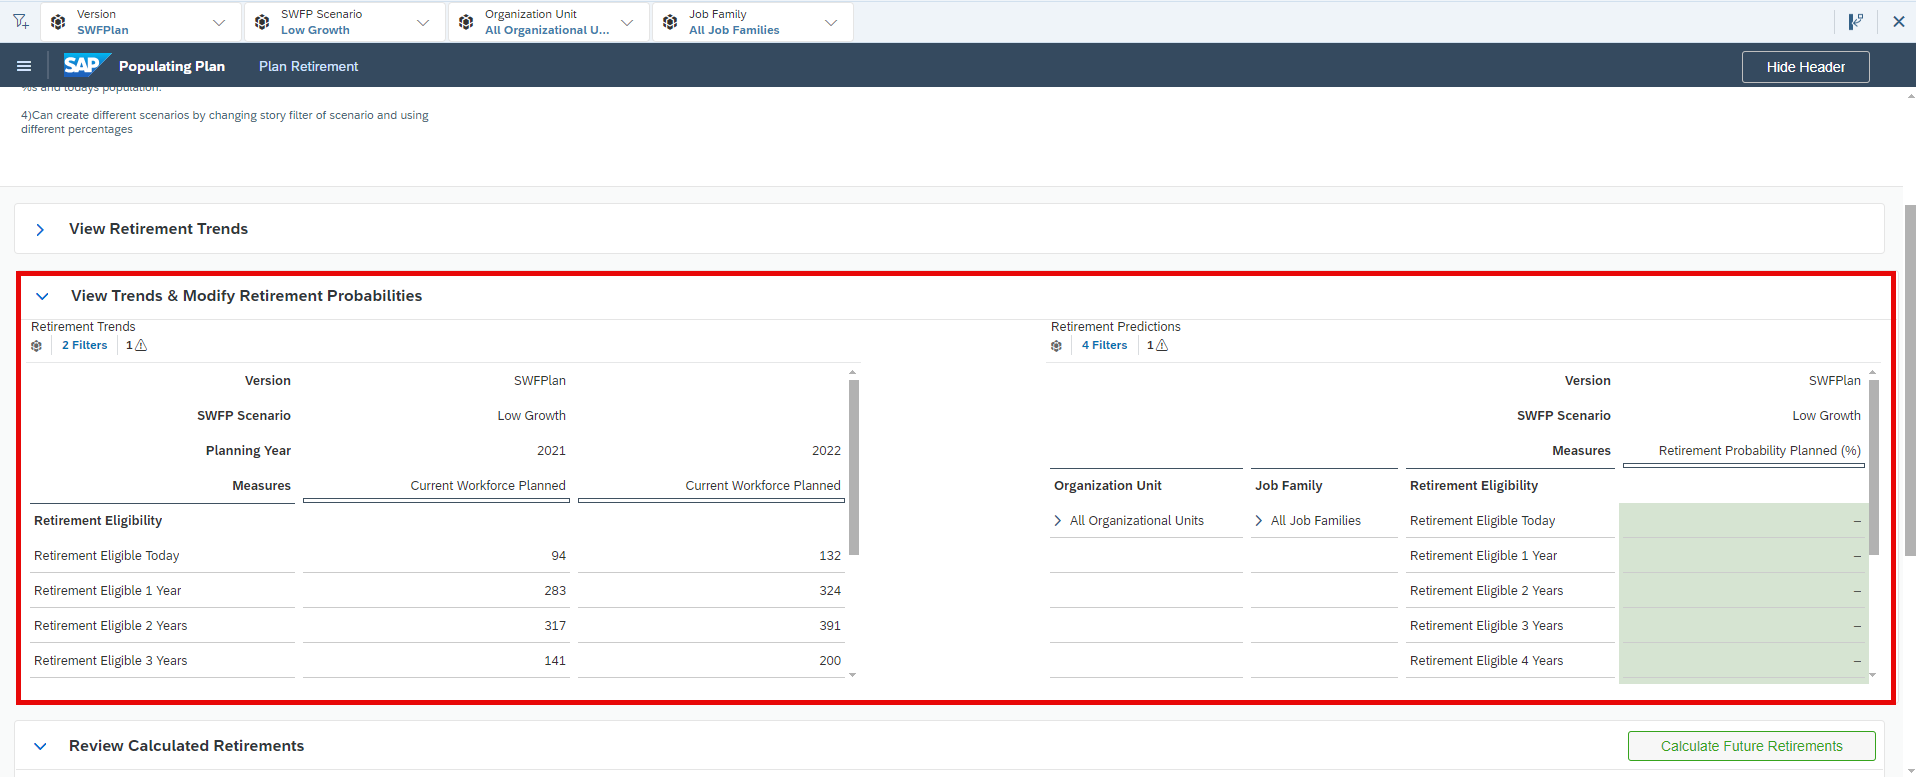 Version
SWFPlan
SWFP Scenario
Low Growth
Organization Unit
All Organizational U...
Job Family
All Job Families
SAP
Populating Plan
Plan Retirement
Hide Header
%s and todays population.
4)Can create different scenarios by changing story filter of scenario and using
different percentages
View Retirement Trends
View Trends & Modify Retirement Probabilities
Retirement Trends
2 Filters
1
Version SWFPlan
SWFP Scenario Low Growth
Planning Year 2021 2022
Measures Current Workforce Planned Current Workforce Planned
Retirement Eligibility
Retirement Eligible Today 94 132
Retirement Eligible 1 Year 283 324
Retirement Eligible 2 Years 317 391
Retirement Eligible 3 Years 141 200
Retirement Predictions
4 Filters
1
Version SWFPlan
SWFP Scenario Low Growth
Measures Retirement Probability Planned (%)
Organization Unit Job Family Retirement Eligibility
All Organizational Units All Job Families Retirement Eligible Today –
Retirement Eligible 1 Year –
Retirement Eligible 2 Years –
Retirement Eligible 3 Years –
Retirement Eligible 4 Years –
Review Calculated Retirements
Calculate Future Retirements